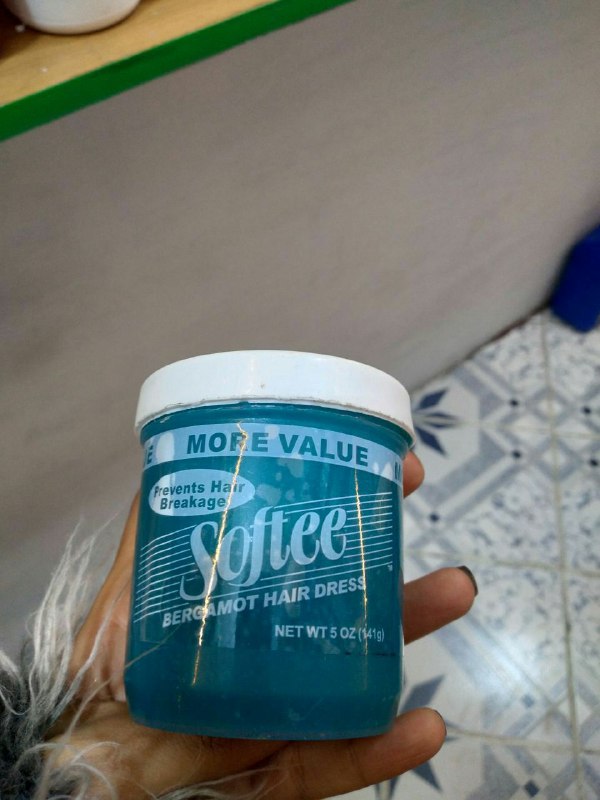 E MORE VALUE M
Prevents Hair
Breakage
Softee
BERGAMOT HAIR DRESS
NET WT 5 OZ (141g)